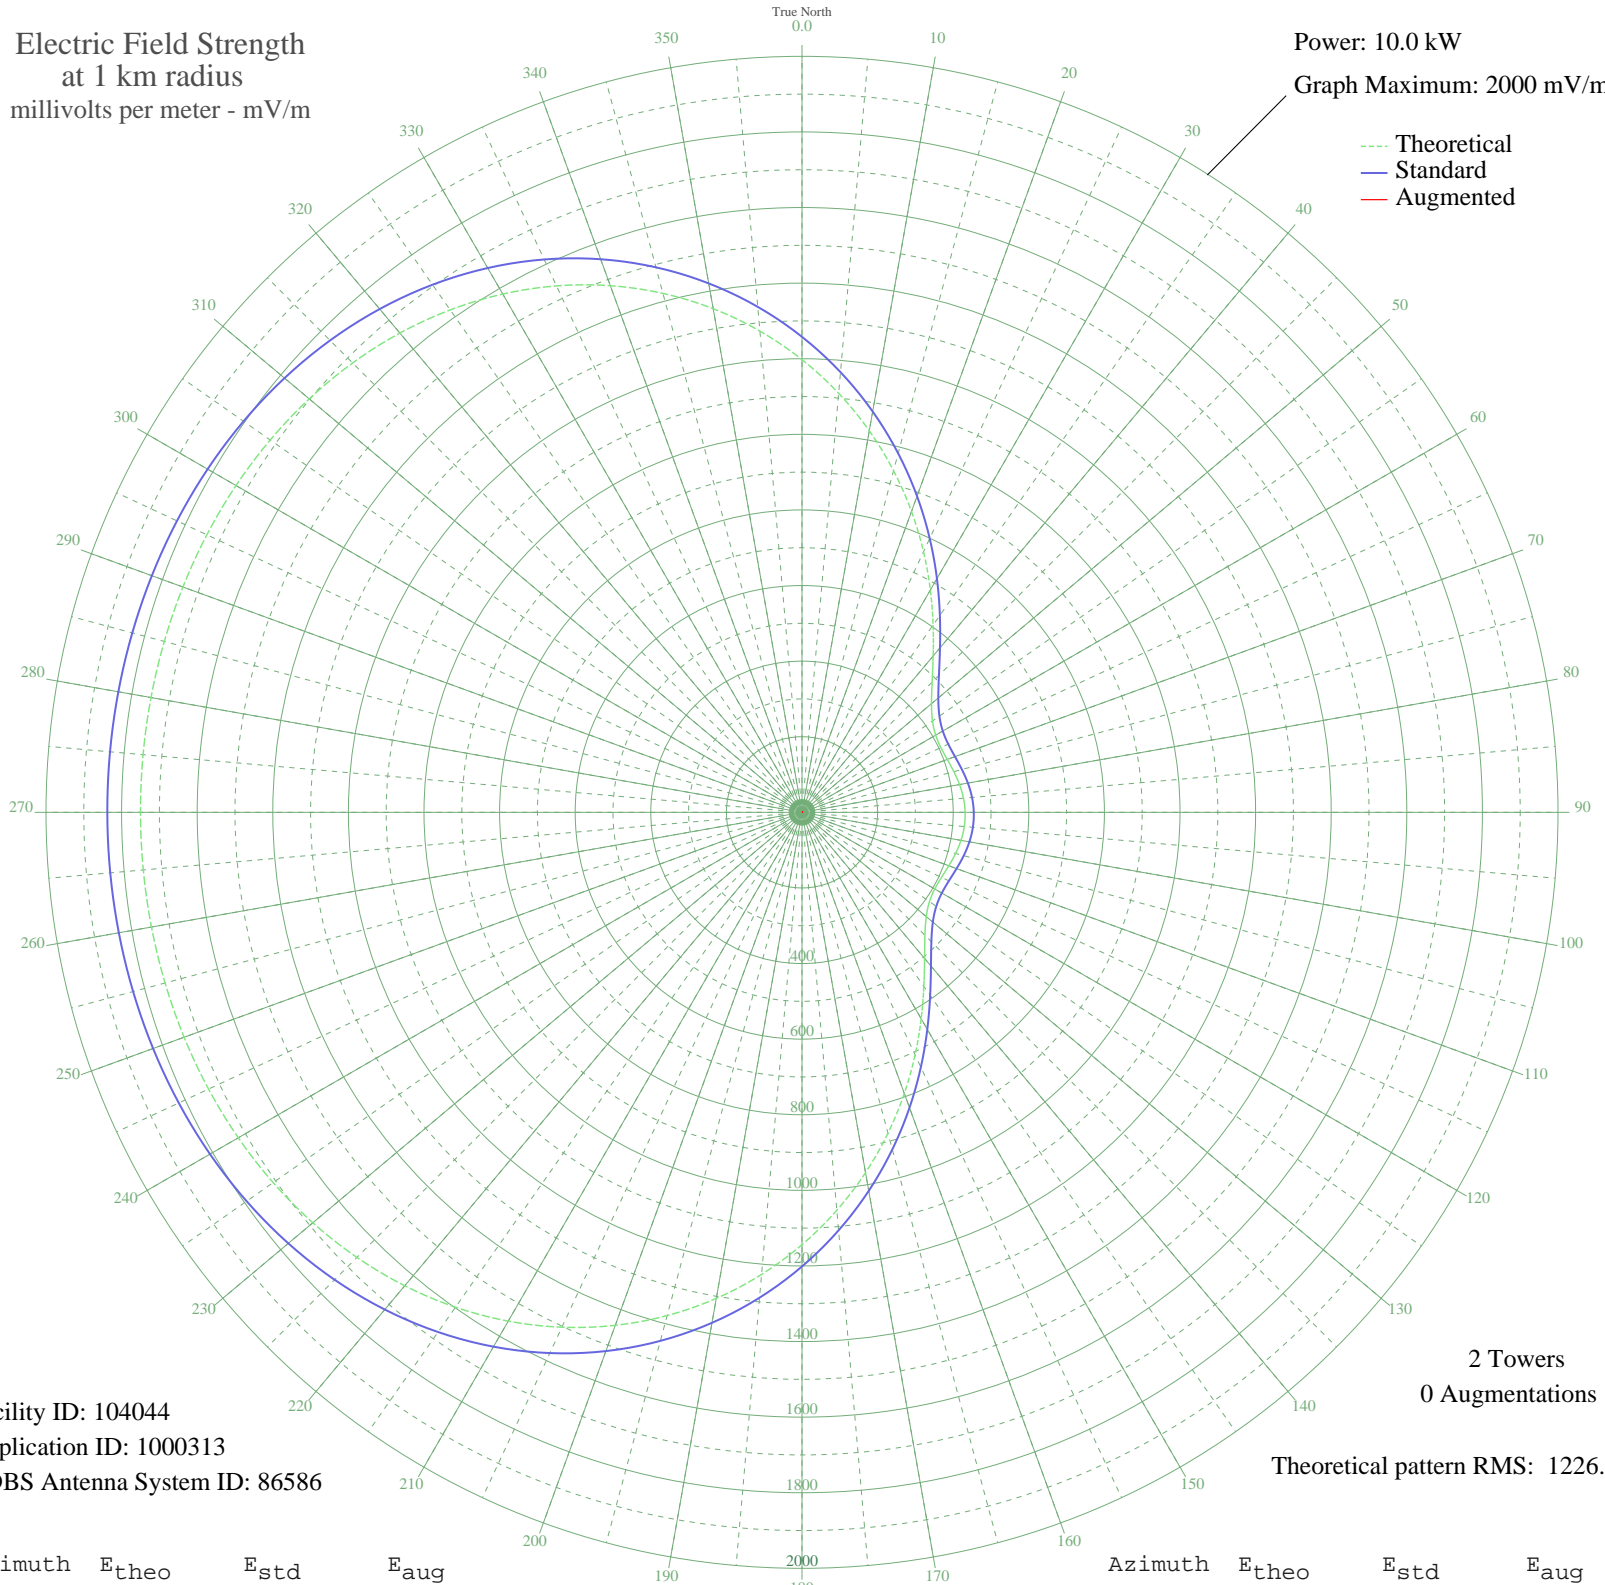 True North
0.0
Electric Field Strength
at 1 km radius
millivolts per meter - mV/m
Power: 10.0 kW
Graph Maximum: 2000 mV/m
Theoretical
Standard
Augmented
10
20
30
40
50
60
70
80
90
100
110
120
130
140
150
160
170
190
200
210
220
230
240
250
260
270
280
290
300
310
320
330
340
350
400
600
800
1000
1200
1400
1600
1800
2000
2 Towers
0 Augmentations
Theoretical pattern RMS: 1226.
cility ID: 104044
plication ID: 1000313
DBS Antenna System ID: 86586
imuth Etheo Estd Eaug
Azimuth Etheo Estd Eaug